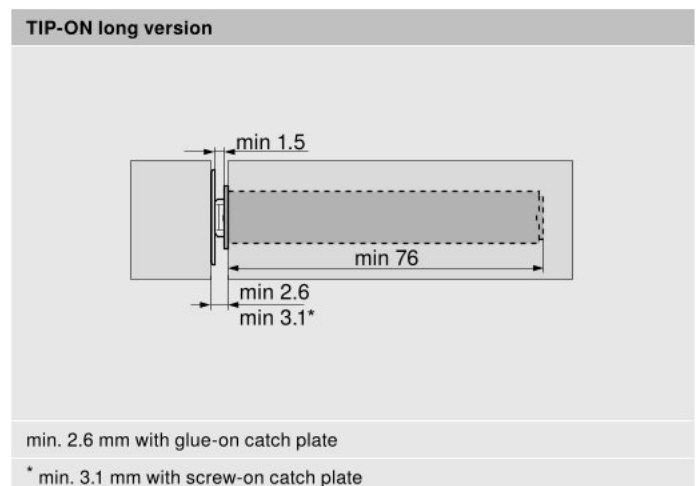 TIP-ON long version
min 1.5
min 76
min 2.6
min 3.1*
min. 2.6 mm with glue-on catch plate
* min. 3.1 mm with screw-on catch plate